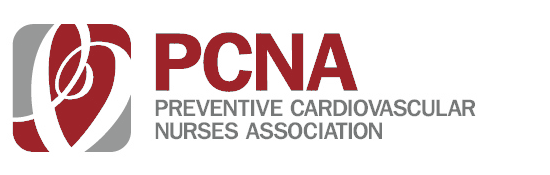 PCNA
PREVENTIVE CARDIOVASCULAR
NURSES ASSOCIATION